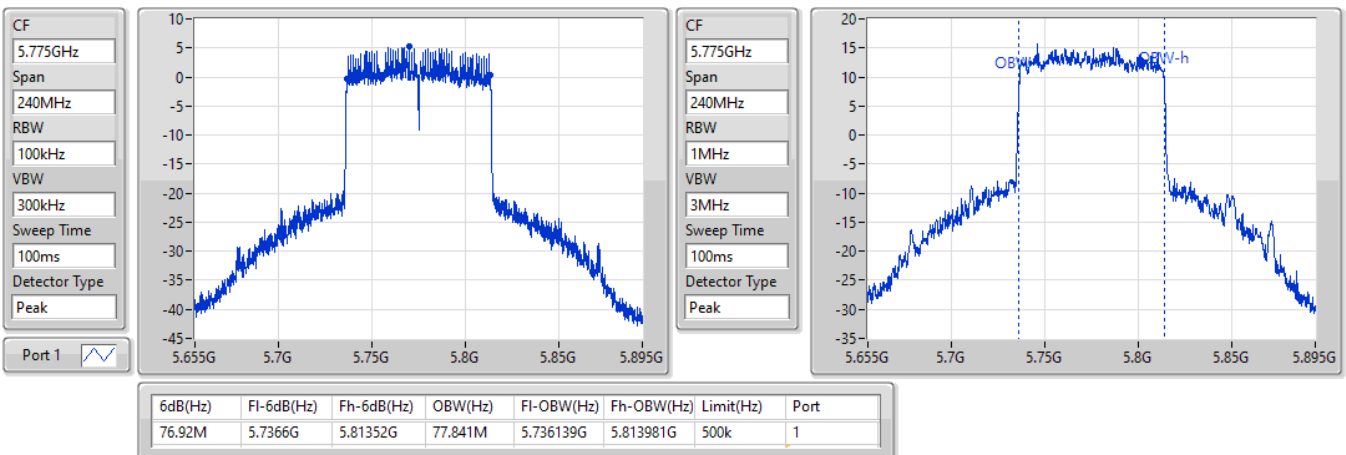 CF
5.775GHz
Span
240MHz
RBW
100kHz
VBW
300kHz
Sweep Time
100ms
Detector Type
Peak
Port 1
10-
5-
0-
-5-
-10-
-15-
-20-
-25-
-30-
-35-
-40-
-45-
5.655G 5.7G 5.75G 5.8G 5.85G 5.895G
CF
5.775GHz
Span
240MHz
RBW
1MHz
VBW
3MHz
Sweep Time
100ms
Detector Type
Peak
20-
15-
10-
5-
0-
-5-
-10-
-15-
-20-
-25-
-30-
-35-
OBW-h
5.655G 5.7G 5.75G 5.8G 5.85G 5.895G
6dB(Hz) Fl-6dB(Hz) Fh-6dB(Hz) OBW(Hz) Fl-OBW(Hz) Fh-OBW(Hz) Limit(Hz) Port
76.92M 5.7366G 5.81352G 77.841M 5.736139G 5.813981G 500k 1